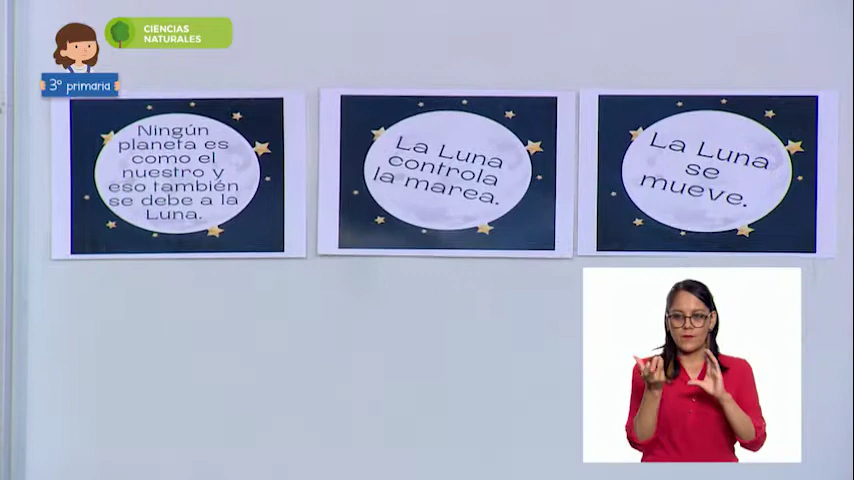 CIENCIAS
NATURALES
3° primaria
Ningún
planeta es
como el
nuestro y
eso también
se debe a la
Luna.
La Luna
controla
la marea.
La Luna
se
mueve.